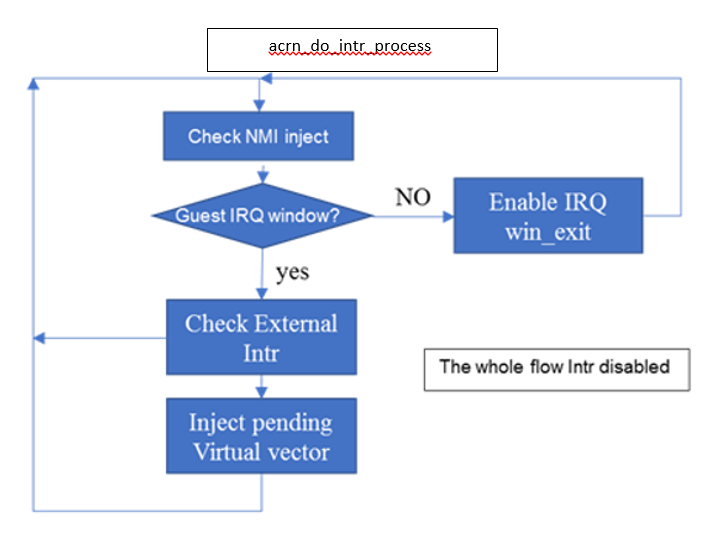 acrn_do_intr_process
Check NMI inject
Guest IRQ window?
NO
Enable IRQ
win_exit
yes
Check External
Intr
The whole flow Intr disabled
Inject pending
Virtual vector